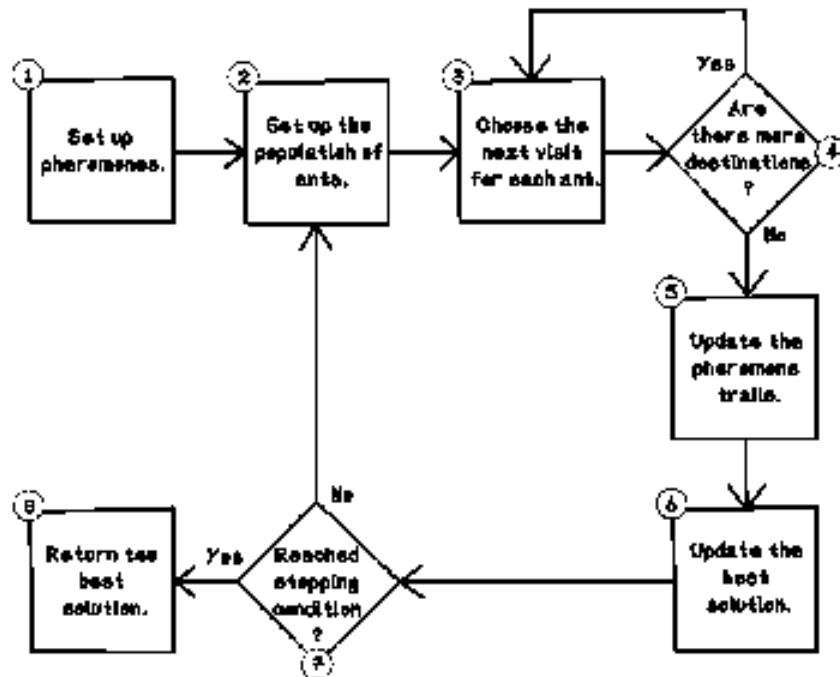 1
Set up
pheromones.
2
Set up the
population of
ants.
3
Choose the
next visit
for each ant.
Yes
Are
there more
destinations
?
4
No
5
Update the
pheromone
trails.
6
Update the
best
solution.
No
Reached
stopping
condition
?
7
Yes
8
Return the
best
solution.